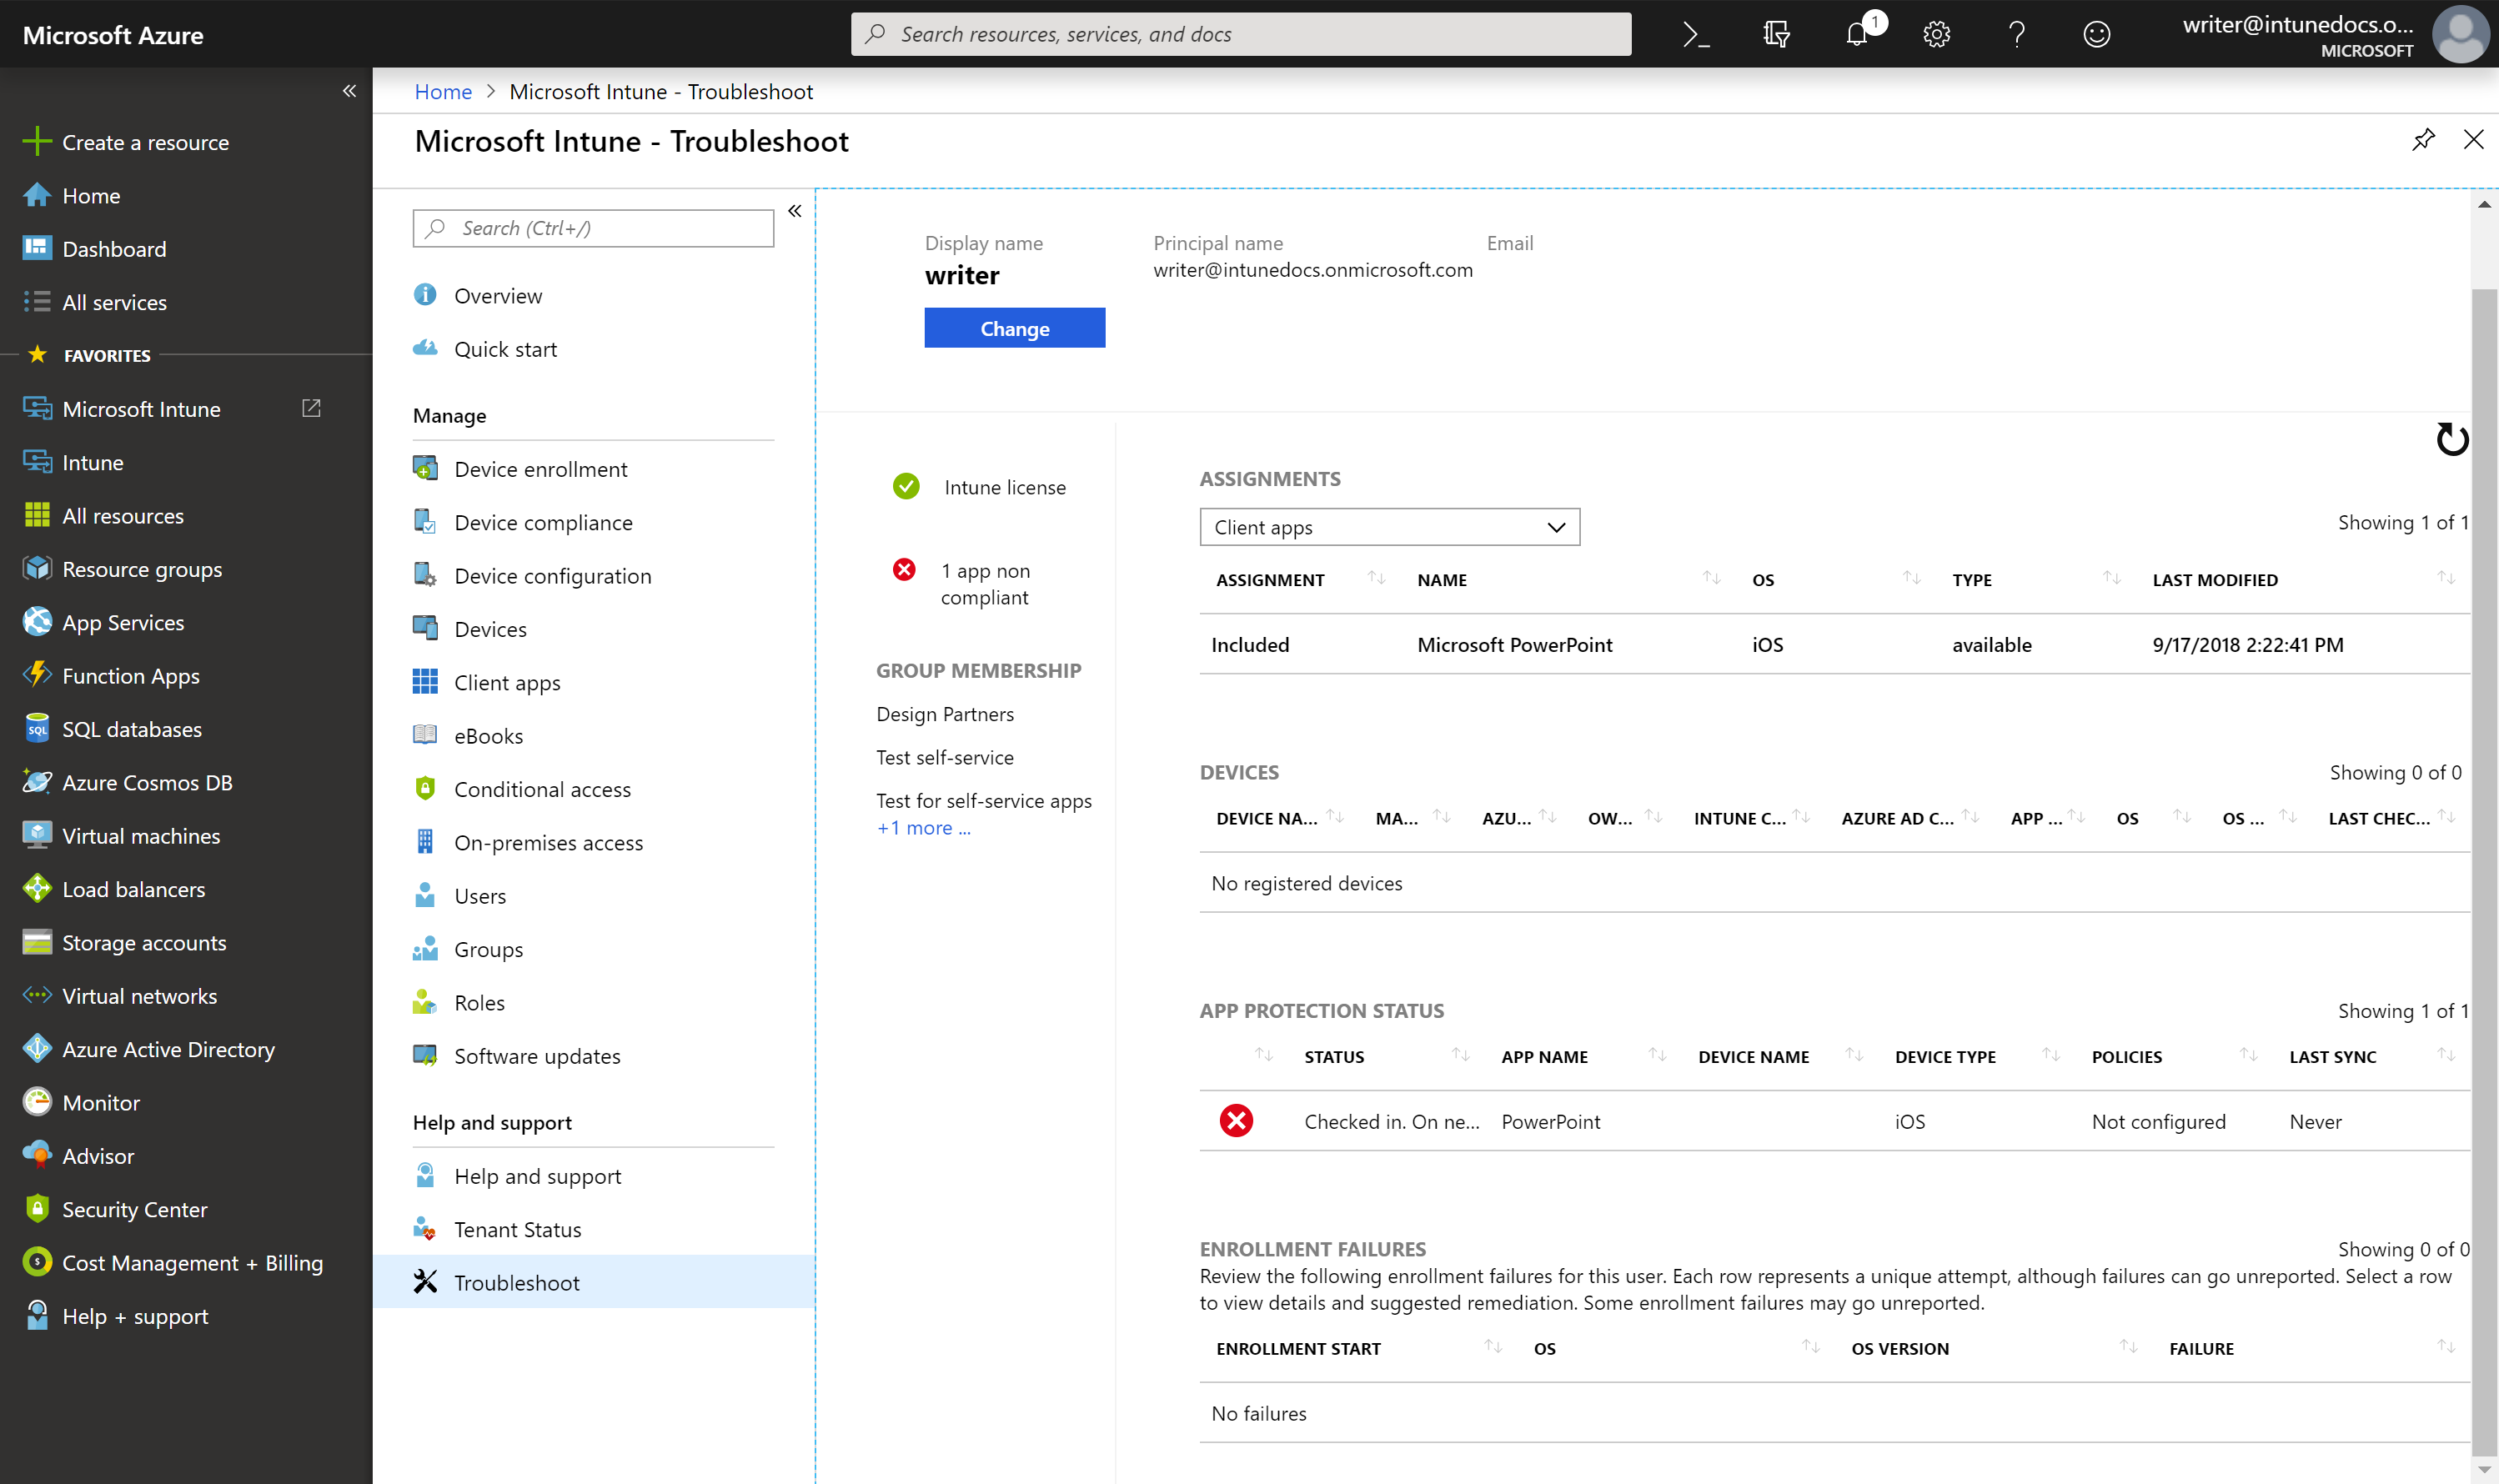 Microsoft Azure
Search resources, services, and docs
1
writer@intunedocs.o...
MICROSOFT
Create a resource
Home
Dashboard
All services
FAVORITES
Microsoft Intune
Intune
All resources
Resource groups
App Services
Function Apps
SQL
SQL databases
Azure Cosmos DB
Virtual machines
Load balancers
Storage accounts
Virtual networks
Azure Active Directory
Monitor
Advisor
Security Center
Cost Management + Billing
Help + support
Home > Microsoft Intune - Troubleshoot
Microsoft Intune - Troubleshoot
Search (Ctrl+/)
Overview
Quick start
Manage
Device enrollment
Device compliance
Device configuration
Devices
Client apps
eBooks
Conditional access
On-premises access
Users
Groups
Roles
Software updates
Help and support
Help and support
Tenant Status
Troubleshoot
Display name
writer
Principal name
writer@intunedocs.onmicrosoft.com
Email
Change
Intune license
1 app non
compliant
GROUP MEMBERSHIP
Design Partners
Test self-service
Test for self-service apps
+1 more ...
ASSIGNMENTS
Client apps
Showing 1 of 1
ASSIGNMENT NAME OS TYPE LAST MODIFIED
Included Microsoft PowerPoint iOS available 9/17/2018 2:22:41 PM
DEVICES Showing 0 of 0
DEVICE NA... MA... AZU... OW... INTUNE C... AZURE AD C... APP ... OS OS ... LAST CHEC...
No registered devices
APP PROTECTION STATUS Showing 1 of 1
STATUS APP NAME DEVICE NAME DEVICE TYPE POLICIES LAST SYNC
Checked in. On ne... PowerPoint iOS Not configured Never
ENROLLMENT FAILURES Showing 0 of 0
Review the following enrollment failures for this user. Each row represents a unique attempt, although failures can go unreported. Select a row
to view details and suggested remediation. Some enrollment failures may go unreported.
ENROLLMENT START OS OS VERSION FAILURE
No failures